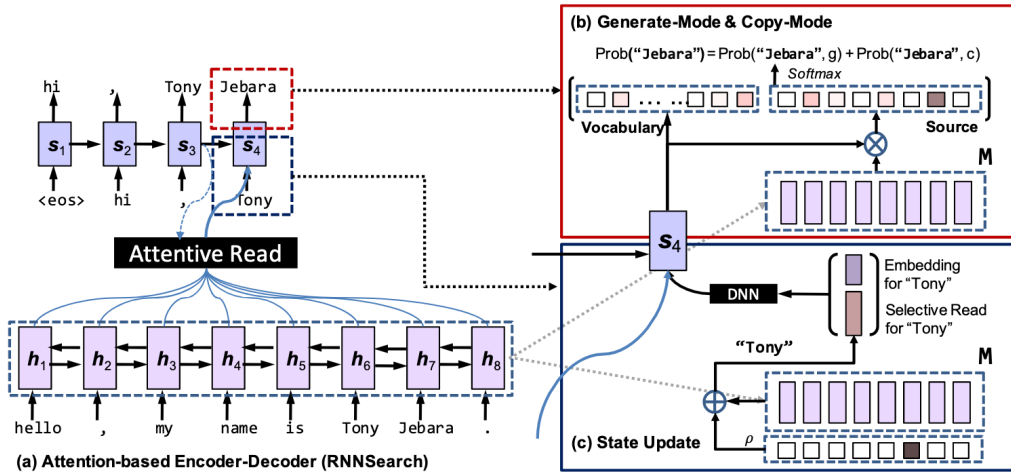 (b) Generate-Mode & Copy-Mode
Prob("Jebara") = Prob("Jebara", g) + Prob("Jebara", c)
Softmax
... ...
Vocabulary
Source
M
hi , Tony Jebara
s1 s2 s3 s4
<eos> hi , Tony
Attentive Read
h1 h2 h3 h4 h5 h6 h7 h8
hello , my name is Tony Jebara .
(a) Attention-based Encoder-Decoder (RNNSearch)
s4
DNN
Embedding
for "Tony"
Selective Read
for "Tony"
"Tony"
M
ρ
(c) State Update